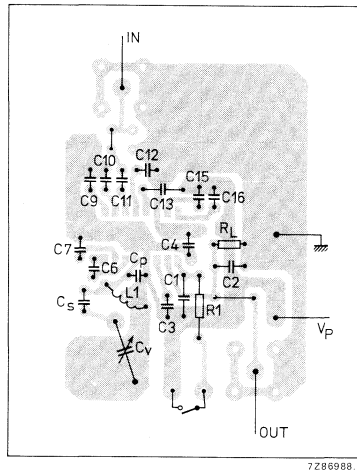 IN
C10
C12
C15
C9
C11
C13
C16
C7
C6
C4
RL
Cp
C1
C2
Cs
L1
C3
R1
Cv
VP
OUT
7Z86988.